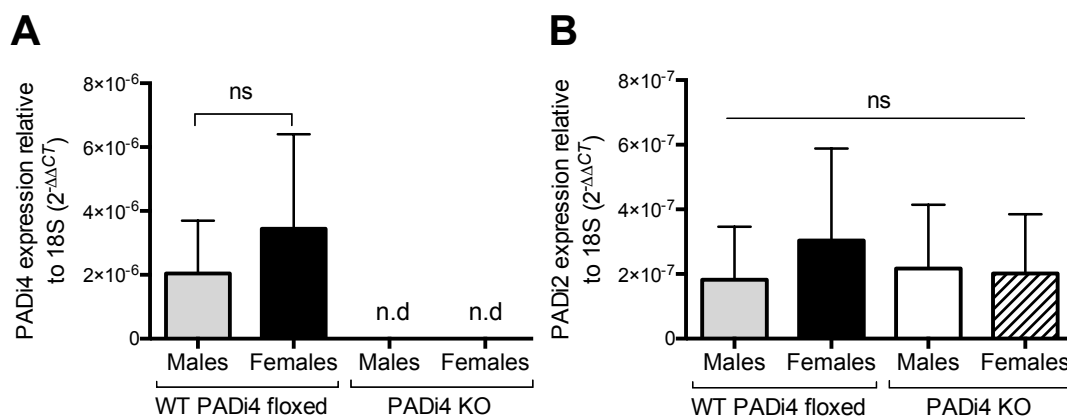 A
PADi4 expression relative
to 18S (2^-ΔΔCT)
8×10^-6
6×10^-6
4×10^-6
2×10^-6
0
ns
n.d
n.d
Males
Females
Males
Females
WT PADi4 floxed
PADi4 KO
B
PADi2 expression relative
to 18S (2^-ΔΔCT)
8×10^-7
6×10^-7
4×10^-7
2×10^-7
0
ns
Males
Females
Males
Females
WT PADi4 floxed
PADi4 KO